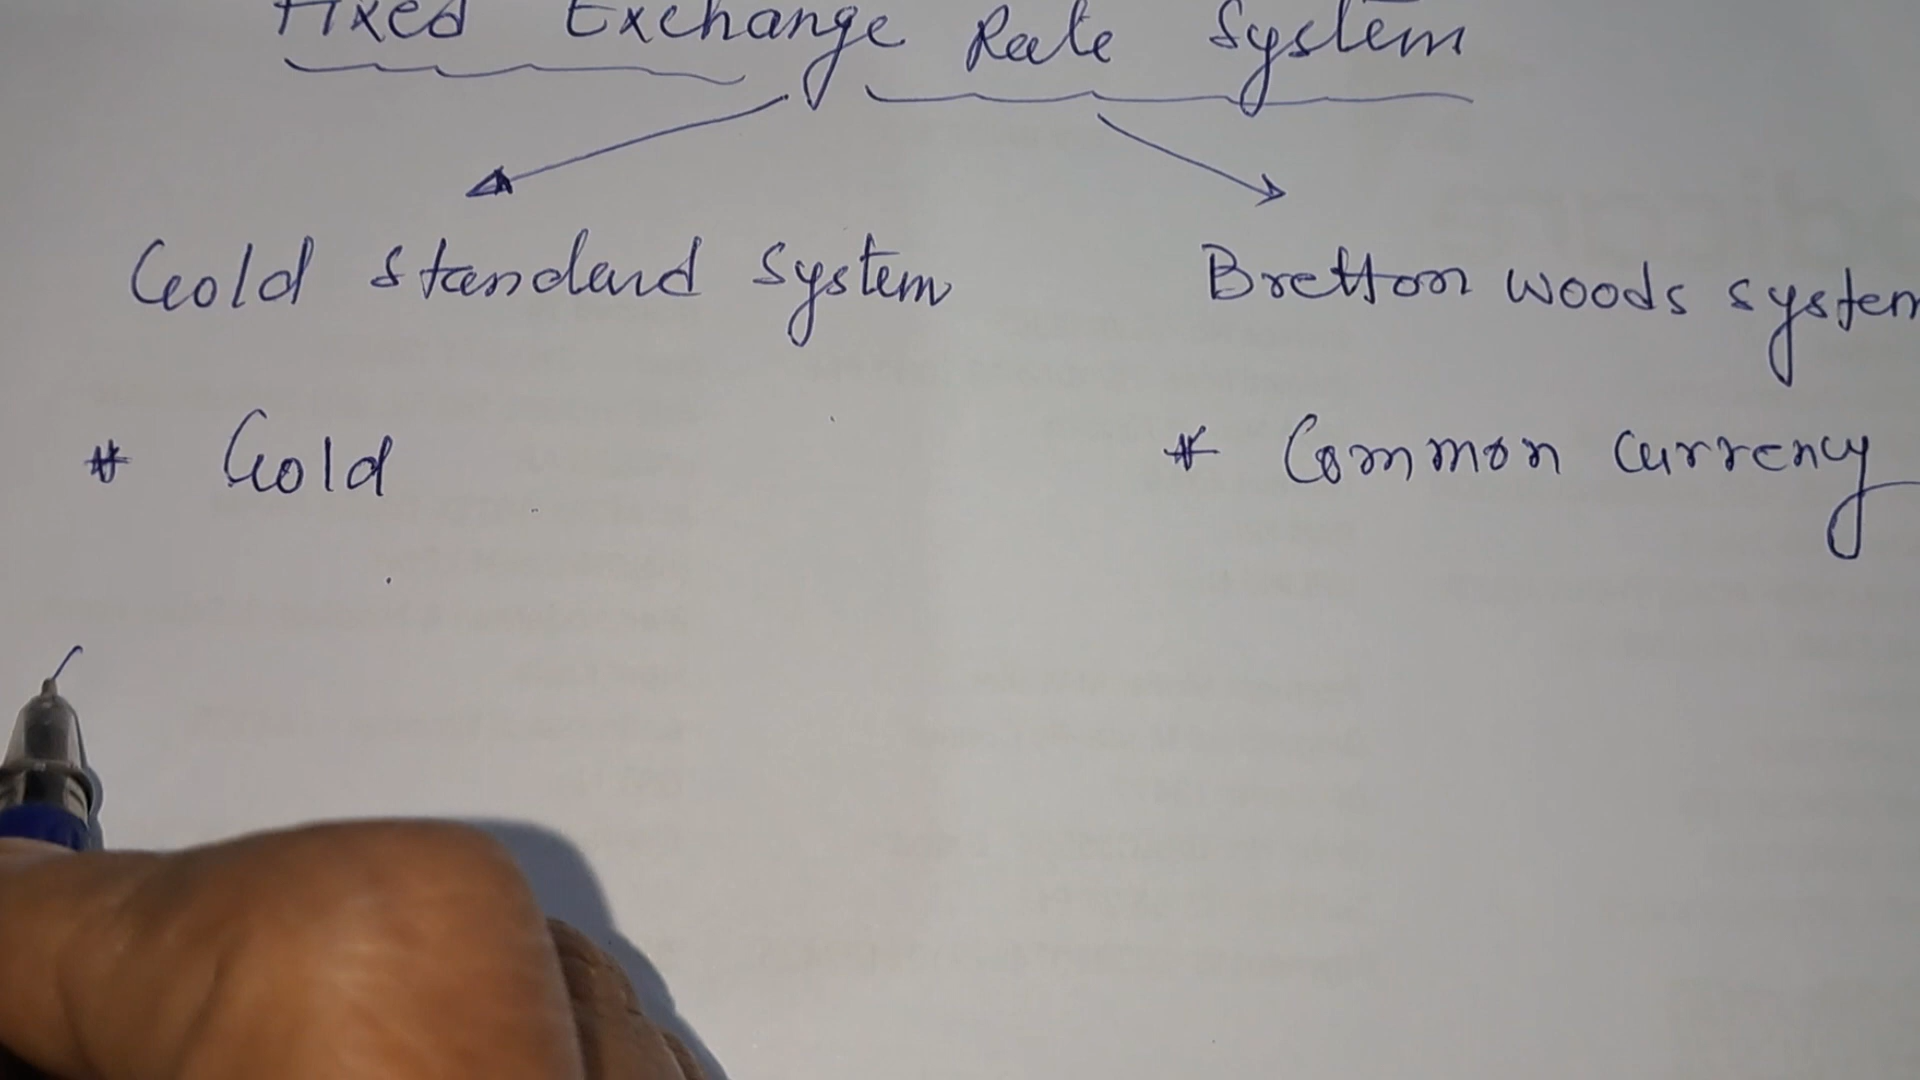 Fixed Exchange Rate System
Gold Standard System
Bretton woods system
* Gold
* Common currency